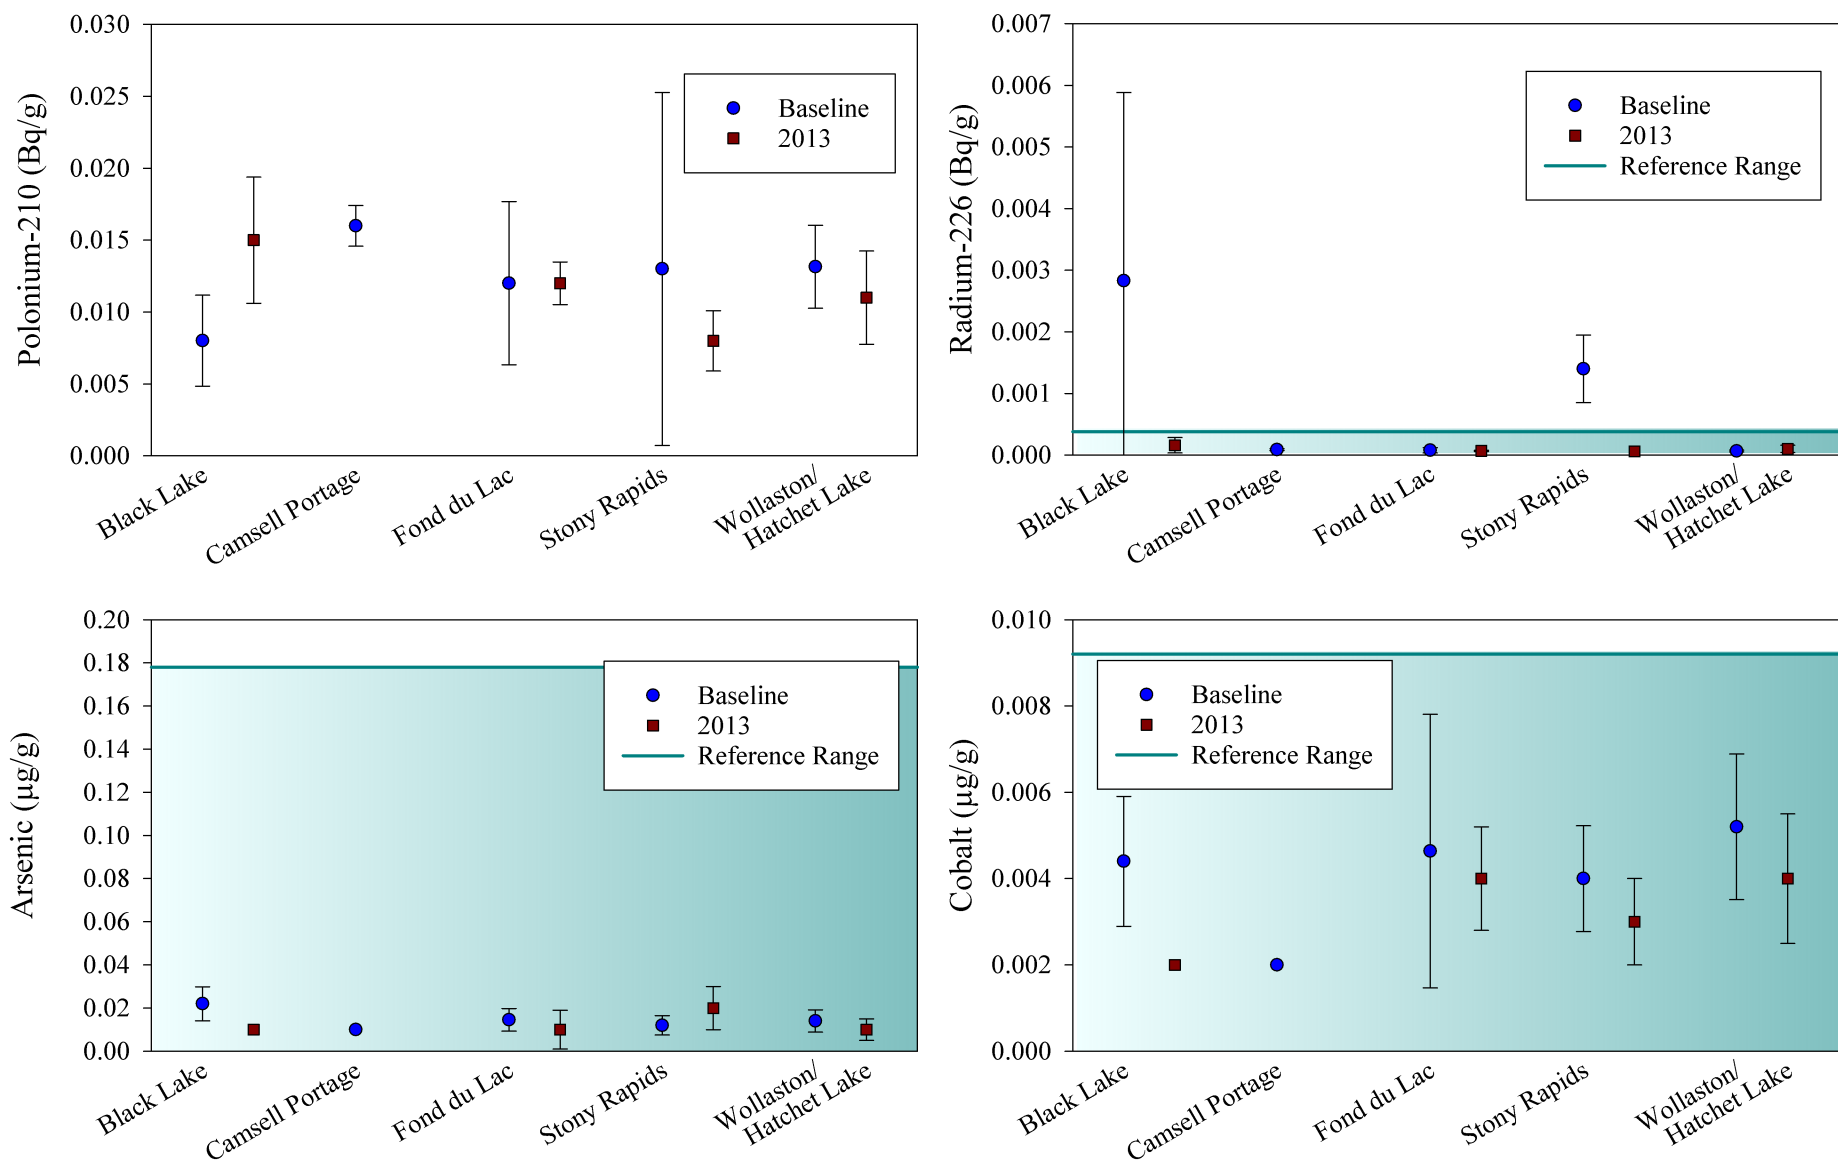 Polonium-210 (Bq/g)
0.030
0.025
0.020
0.015
0.010
0.005
0.000
Baseline
2013
Black Lake
Camsell Portage
Fond du Lac
Stony Rapids
Wollaston/
Hatchet Lake
Radium-226 (Bq/g)
0.007
0.006
0.005
0.004
0.003
0.002
0.001
0.000
Baseline
2013
Reference Range
Black Lake
Camsell Portage
Fond du Lac
Stony Rapids
Wollaston/
Hatchet Lake
Arsenic (µg/g)
0.20
0.18
0.16
0.14
0.12
0.10
0.08
0.06
0.04
0.02
0.00
Baseline
2013
Reference Range
Black Lake
Camsell Portage
Fond du Lac
Stony Rapids
Wollaston/
Hatchet Lake
Cobalt (µg/g)
0.010
0.008
0.006
0.004
0.002
0.000
Baseline
2013
Reference Range
Black Lake
Camsell Portage
Fond du Lac
Stony Rapids
Wollaston/
Hatchet Lake